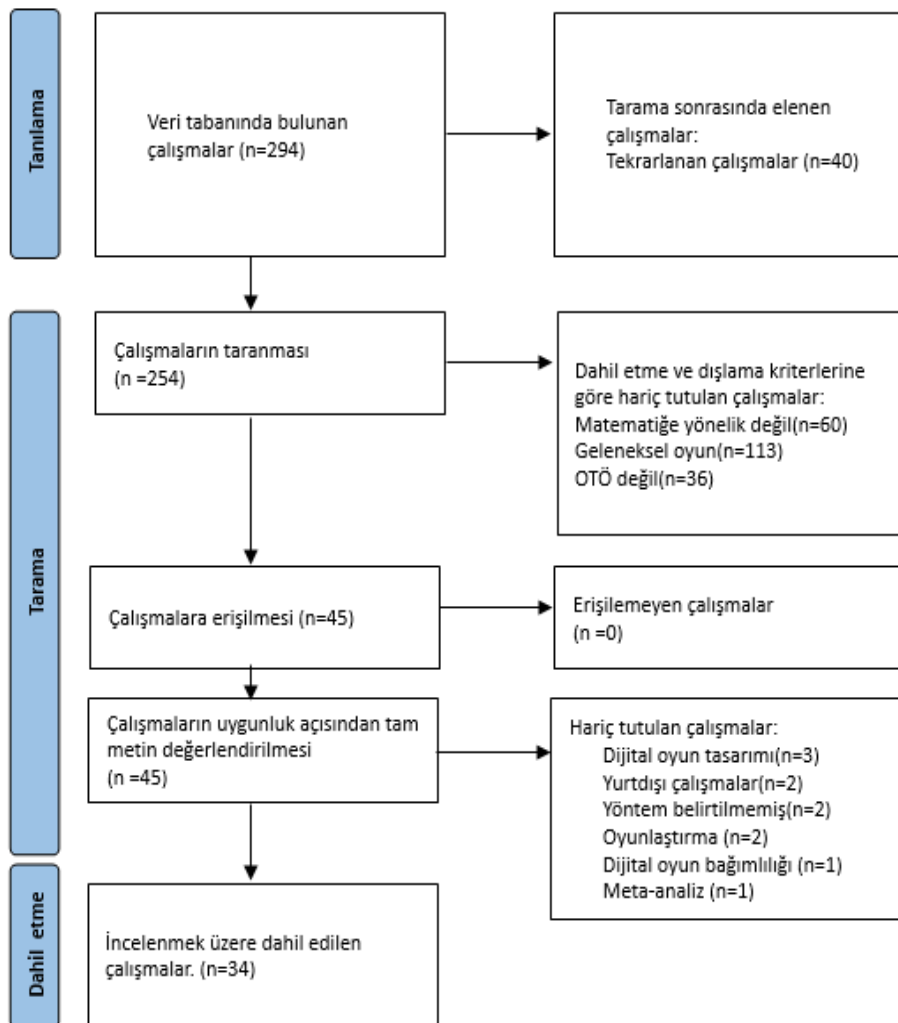 Tanılama
Veri tabanında bulunan
çalışmalar (n=294)
Tarama sonrasında elenen
çalışmalar:
Tekrarlanan çalışmalar (n=40)
Tarama
Çalışmaların taranması
(n =254)
Dahil etme ve dışlama kriterlerine
göre hariç tutulan çalışmalar:
Matematiğe yönelik değil(n=60)
Geleneksel oyun(n=113)
OTÖ değil(n=36)
Çalışmalara erişilmesi (n=45)
Erişilemeyen çalışmalar
(n =0)
Çalışmaların uygunluk açısından tam
metin değerlendirilmesi
(n =45)
Hariç tutulan çalışmalar:
Dijital oyun tasarımı(n=3)
Yurtdışı çalışmalar(n=2)
Yöntem belirtilmemiş(n=2)
Oyunlaştırma (n=2)
Dijital oyun bağımlılığı (n=1)
Meta-analiz (n=1)
Dahil etme
İncelenmek üzere dahil edilen
çalışmalar. (n=34)